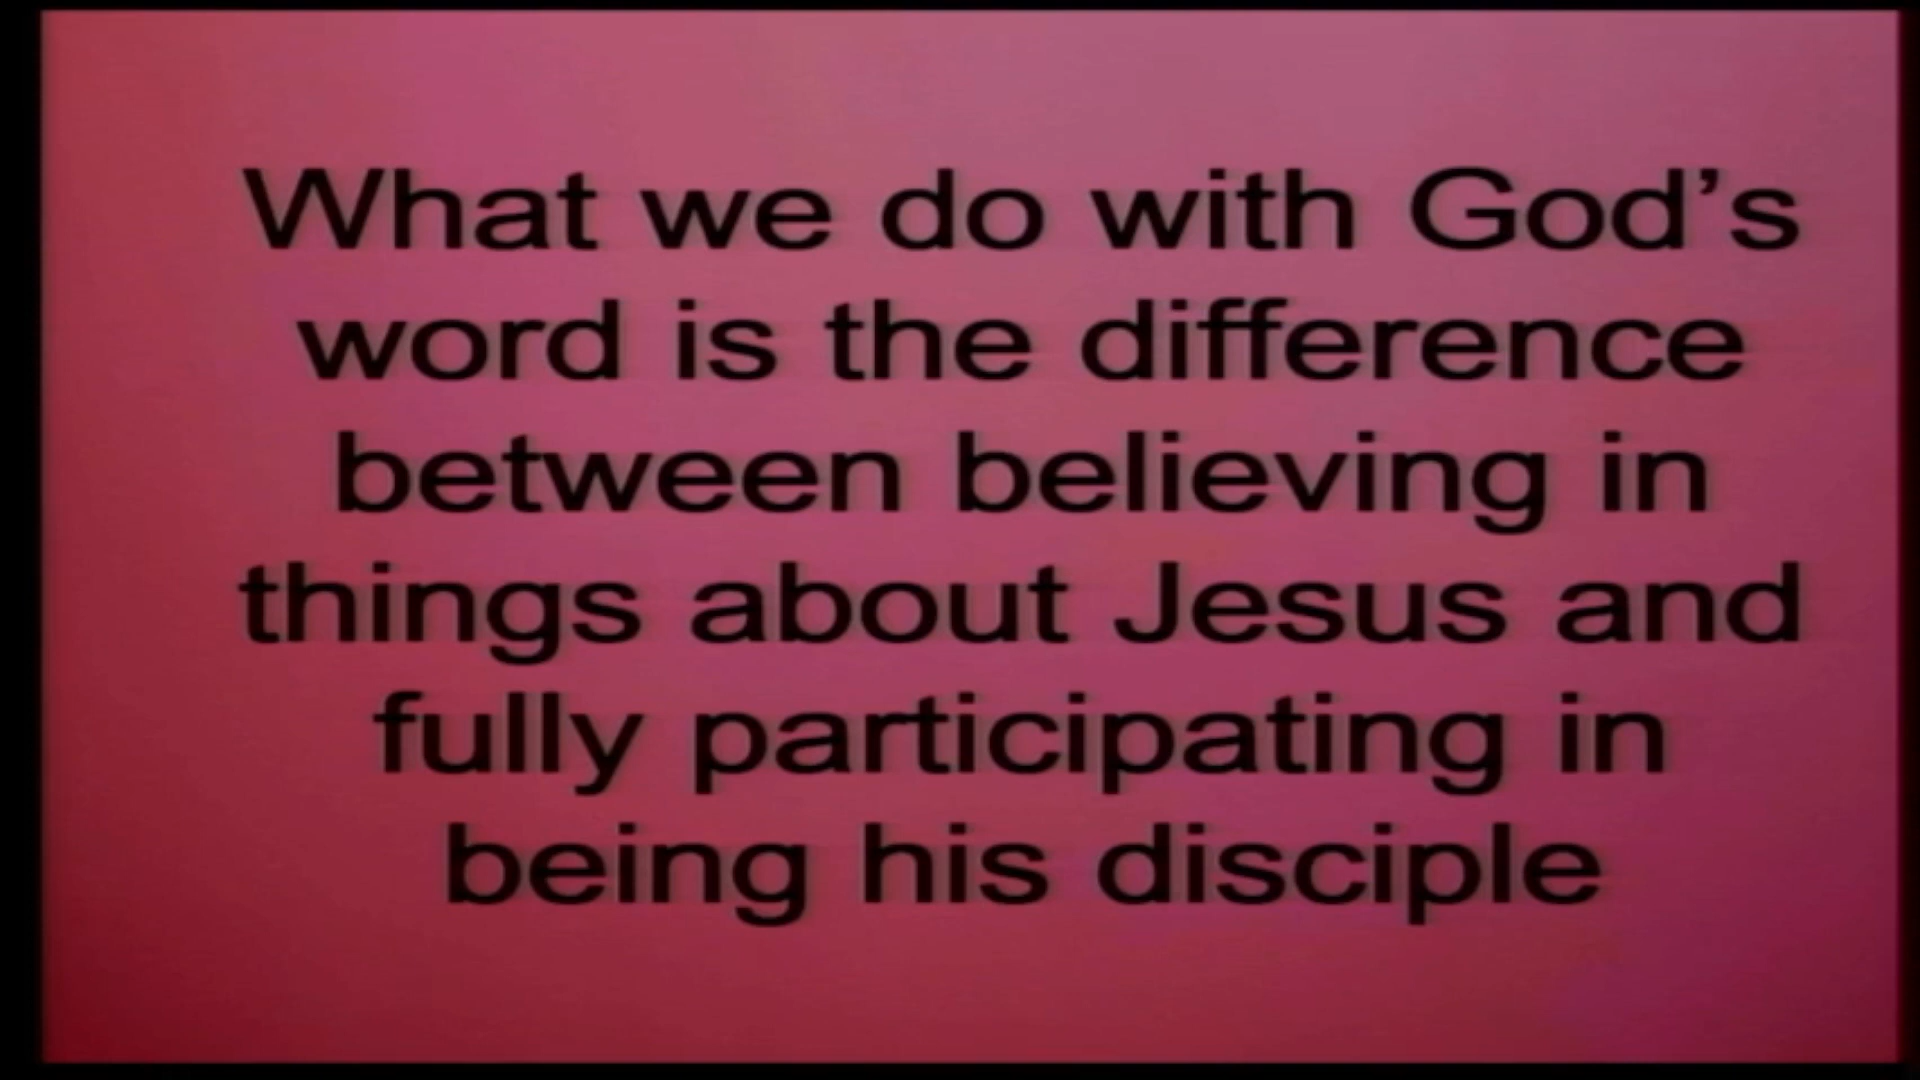 What we do with God’s
word is the difference
between believing in
things about Jesus and
fully participating in
being his disciple